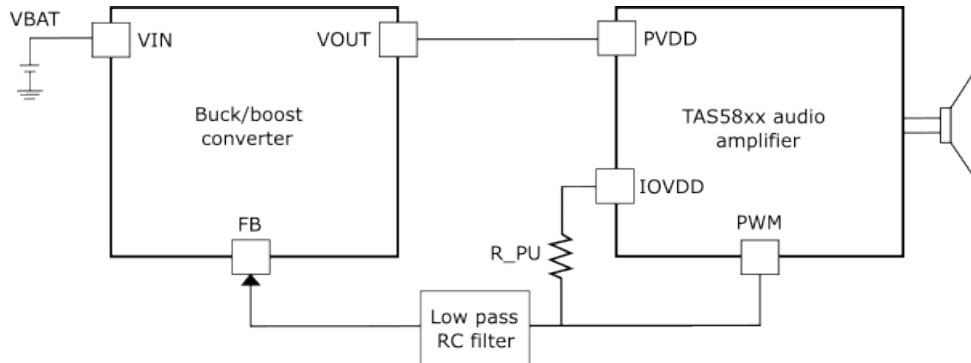 VBAT
VIN
VOUT
PVDD
Buck/boost
converter
TAS58xx audio
amplifier
IOVDD
FB
R_PU
PWM
Low pass
RC filter